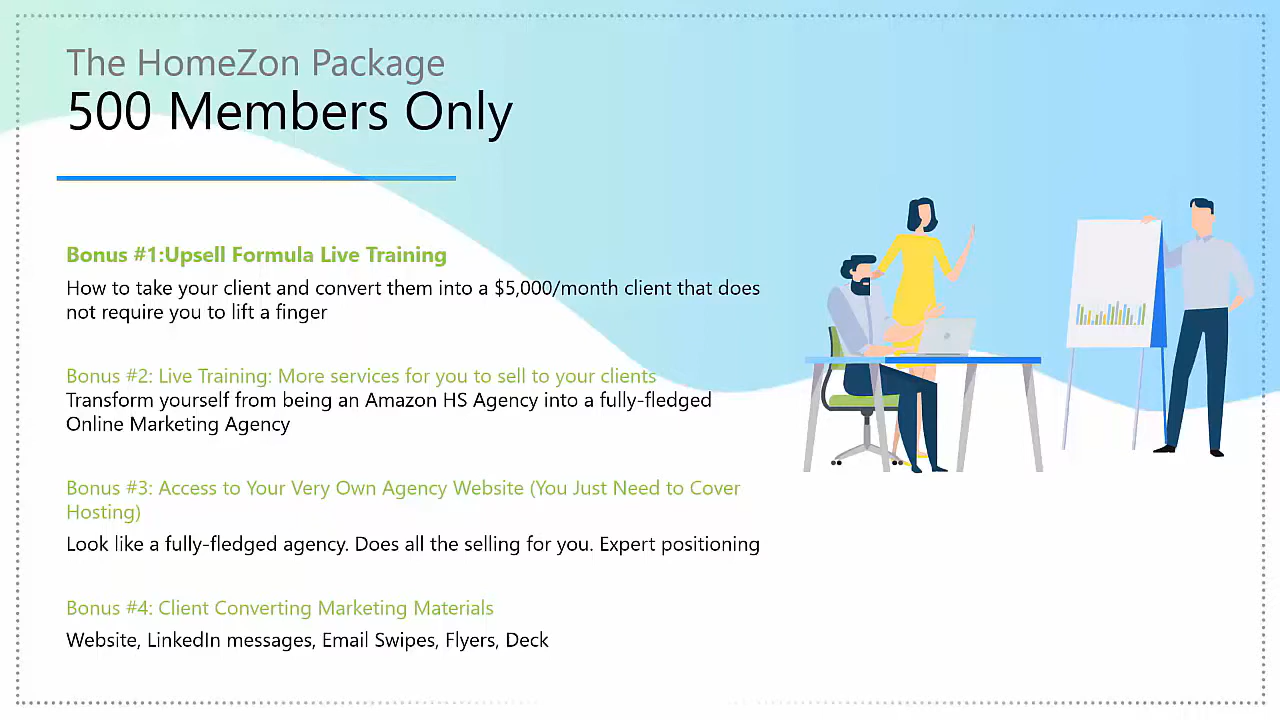 The HomeZon Package
500 Members Only
Bonus #1:Upsell Formula Live Training
How to take your client and convert them into a $5,000/month client that does
not require you to lift a finger
Bonus #2: Live Training: More services for you to sell to your clients
Transform yourself from being an Amazon HS Agency into a fully-fledged
Online Marketing Agency
Bonus #3: Access to Your Very Own Agency Website (You Just Need to Cover
Hosting)
Look like a fully-fledged agency. Does all the selling for you. Expert positioning
Bonus #4: Client Converting Marketing Materials
Website, LinkedIn messages, Email Swipes, Flyers, Deck